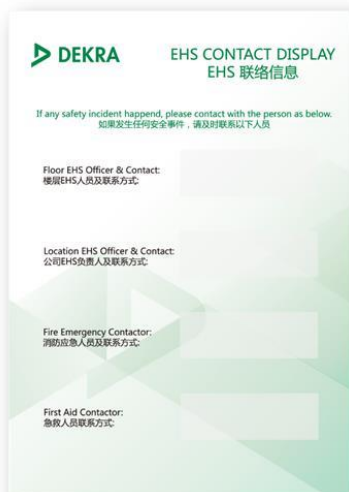 DEKRA
EHS CONTACT DISPLAY
EHS 联络信息
If any safety incident happend, please contact with the person as below.
如果发生任何安全事件，请及时联系以下人员
Floor EHS Officer & Contact:
楼层EHS人员及联系方式:
Location EHS Officer & Contact:
公司EHS负责人及联系方式:
Fire Emergency Contactor:
消防应急人员及联系方式:
First Aid Contactor:
急救人员联系方式: